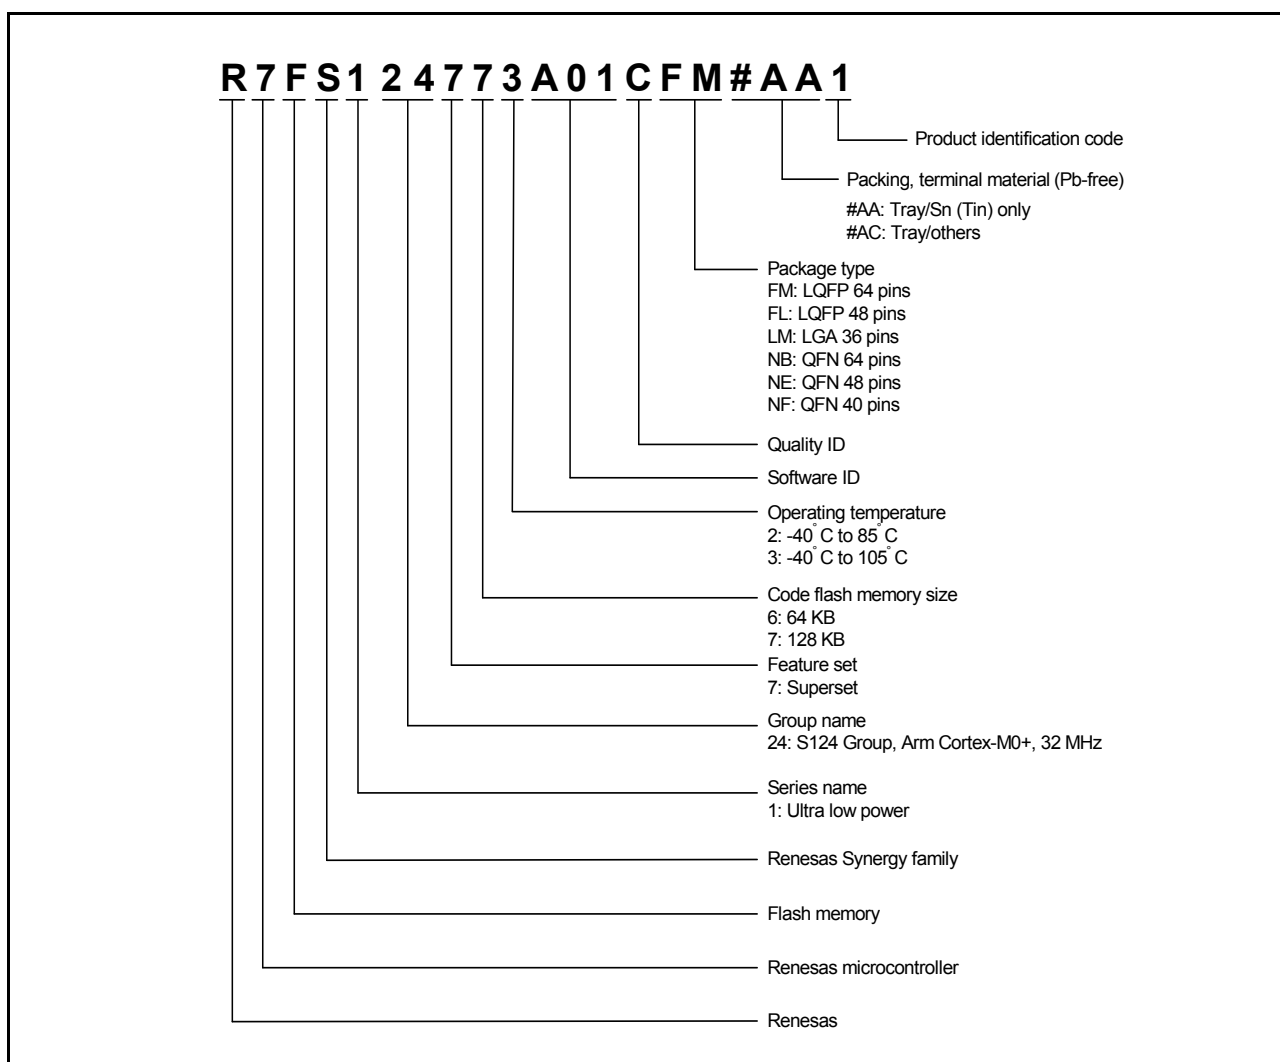 R7FS124773A01CFM#AA1
Product identification code
Packing, terminal material (Pb-free)
#AA: Tray/Sn (Tin) only
#AC: Tray/others
Package type
FM: LQFP 64 pins
FL: LQFP 48 pins
LM: LGA 36 pins
NB: QFN 64 pins
NE: QFN 48 pins
NF: QFN 40 pins
Quality ID
Software ID
Operating temperature
2: -40°C to 85°C
3: -40°C to 105°C
Code flash memory size
6: 64 KB
7: 128 KB
Feature set
7: Superset
Group name
24: S124 Group, Arm Cortex-M0+, 32 MHz
Series name
1: Ultra low power
Renesas Synergy family
Flash memory
Renesas microcontroller
Renesas